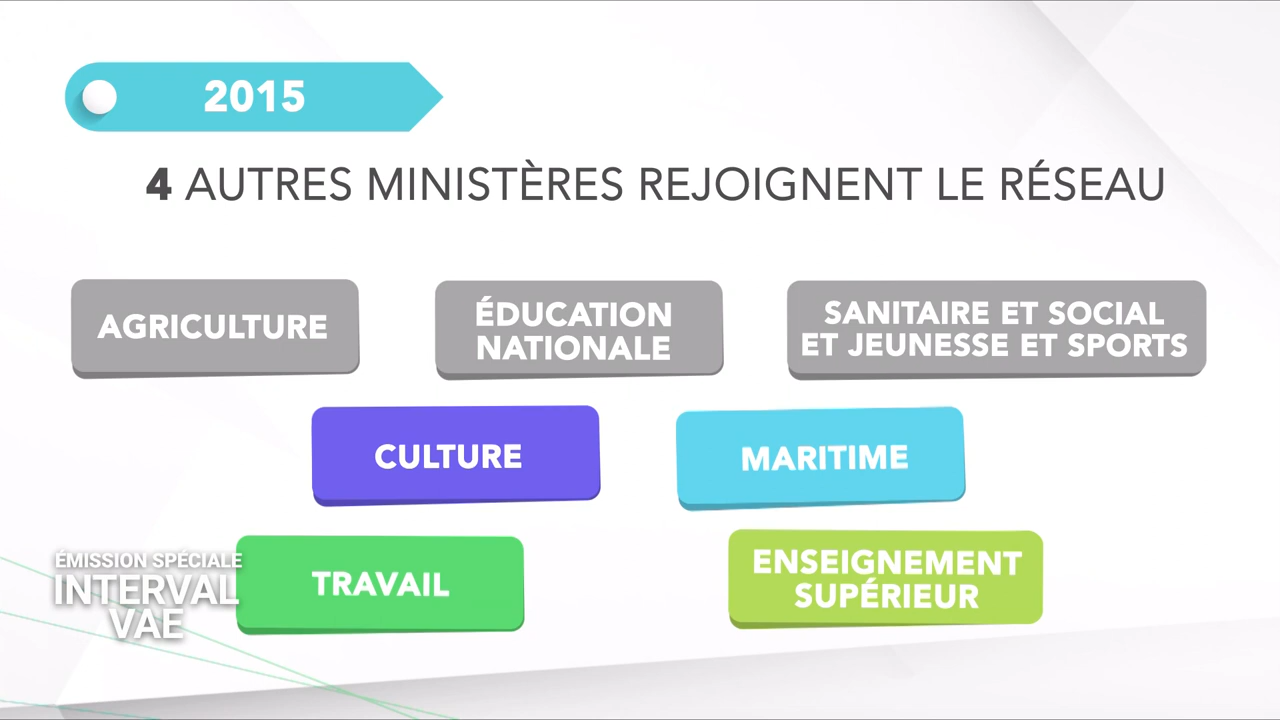 2015
4 AUTRES MINISTÈRES REJOIGNENT LE RÉSEAU
AGRICULTURE
ÉDUCATION
NATIONALE
SANITAIRE ET SOCIAL
ET JEUNESSE ET SPORTS
CULTURE
MARITIME
TRAVAIL
ENSEIGNEMENT
SUPÉRIEUR
ÉMISSION SPÉCIALE
INTERVAL
VAE